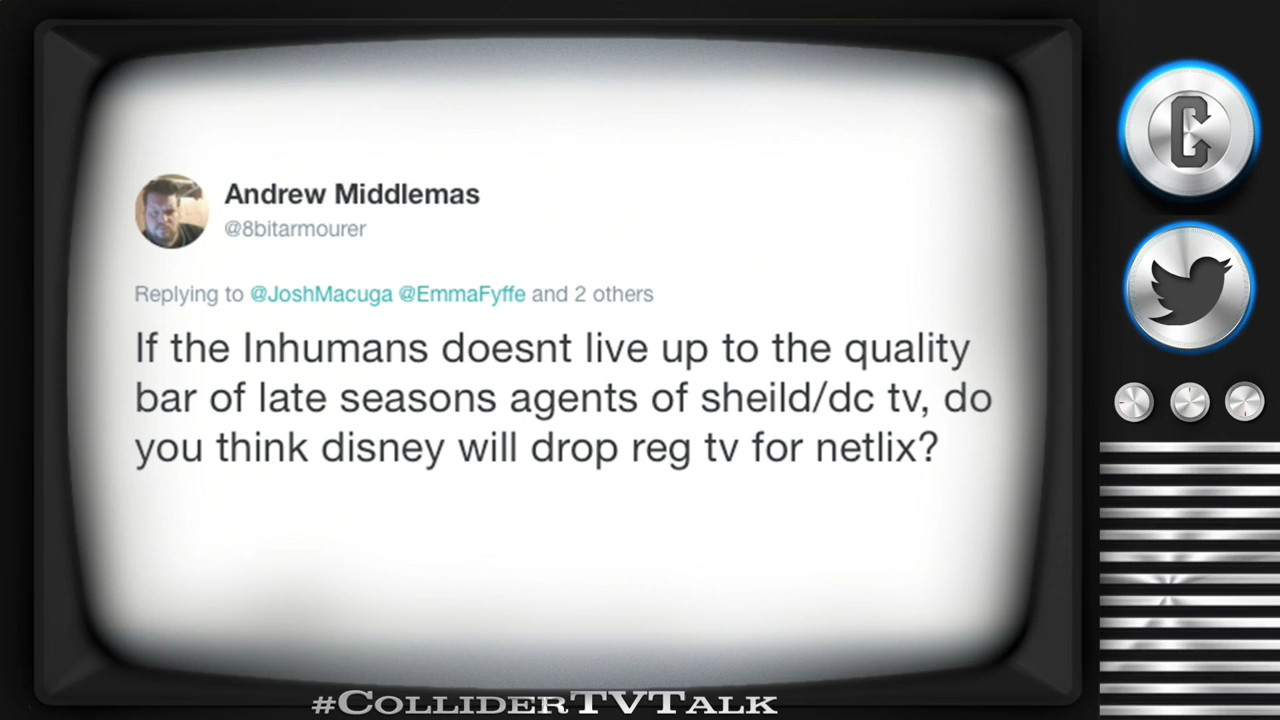 Andrew Middlemas
@8bitarmourer
Replying to @JoshMacuga @EmmaFyffe and 2 others
If the Inhumans doesnt live up to the quality
bar of late seasons agents of sheild/dc tv, do
you think disney will drop reg tv for netlix?
#ColliderTVTalk